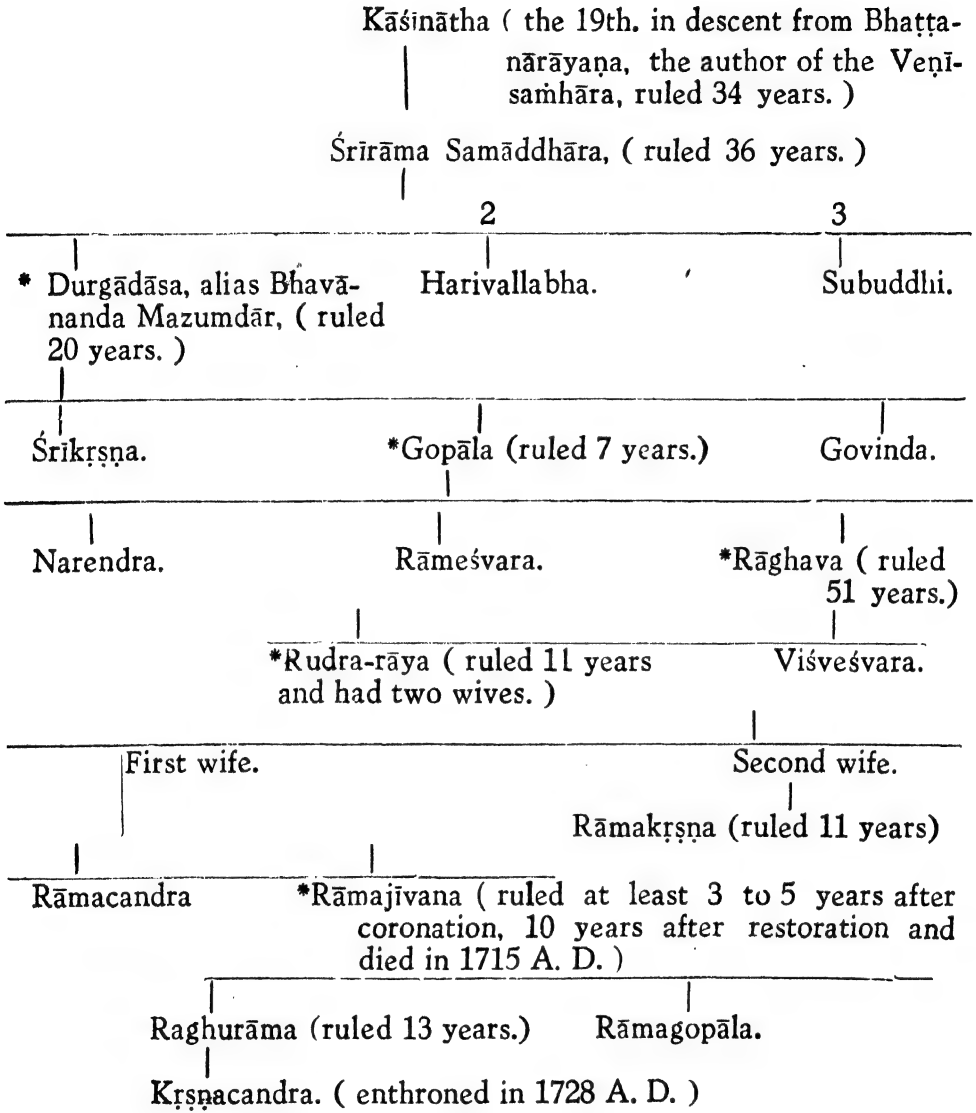 Kāśinātha ( the 19th. in descent from Bhaṭṭa-
nārāyaṇa, the author of the Veṇī-
saṁhāra, ruled 34 years. )
Śrīrāma Samāddhāra, ( ruled 36 years. )
2 3
* Durgādāsa, alias Bhavā- Harivallabha. Subuddhi.
nanda Mazumdār, ( ruled
20 years. )
Śrīkṛṣṇa. *Gopāla (ruled 7 years.) Govinda.
Narendra. Rāmeśvara. *Rāghava ( ruled
51 years.)
*Rudra-rāya ( ruled 11 years Viśveśvara.
and had two wives. )
First wife. Second wife.
Rāmakṛṣṇa (ruled 11 years)
Rāmacandra *Rāmajīvana ( ruled at least 3 to 5 years after
coronation, 10 years after restoration and
died in 1715 A. D. )
Raghurāma (ruled 13 years.) Rāmagopāla.
Kṛṣṇacandra. ( enthroned in 1728 A. D. )